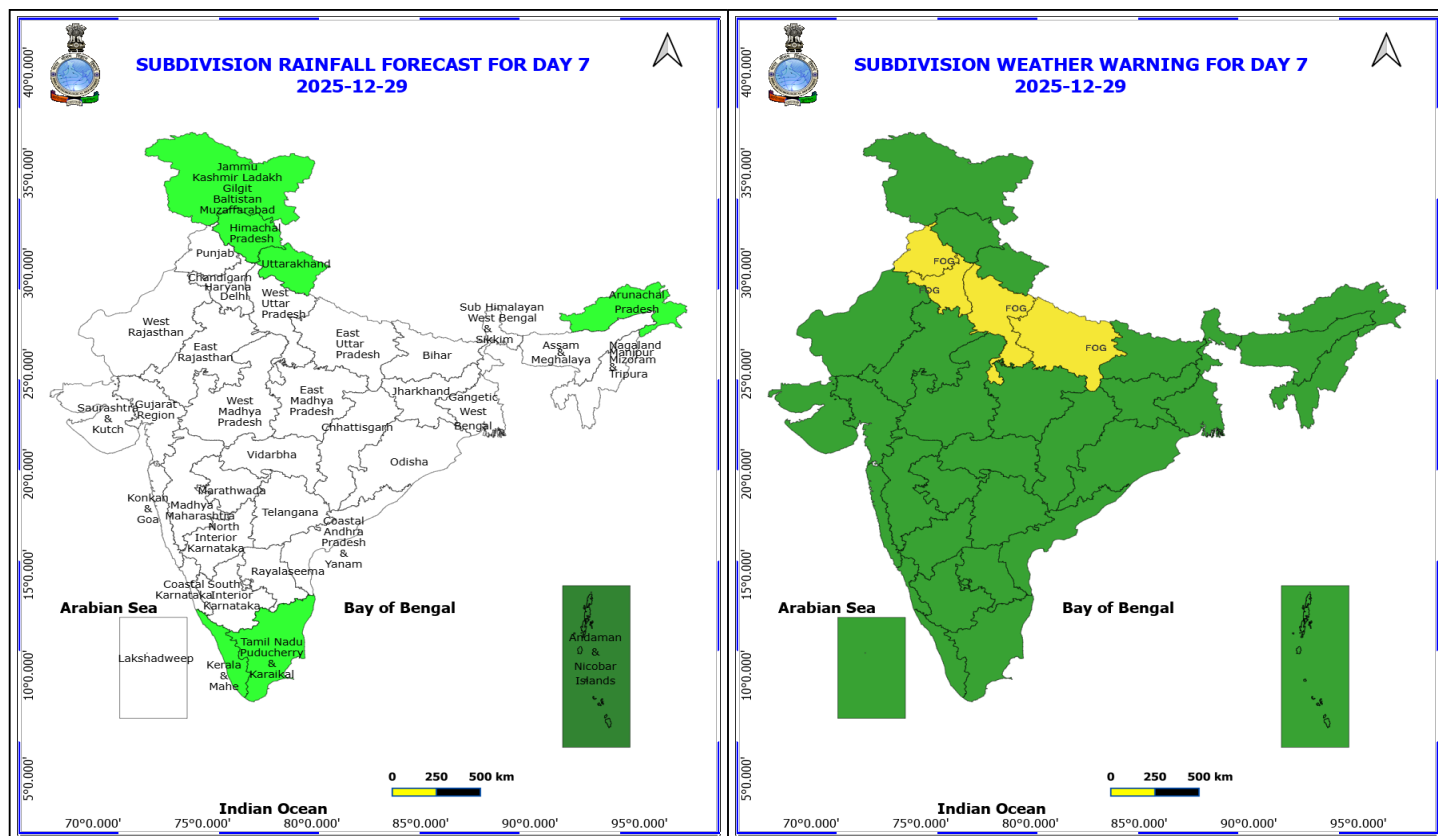 SUBDIVISION RAINFALL FORECAST FOR DAY 7
2025-12-29
40°0.000'
35°0.000'
30°0.000'
25°0.000'
20°0.000'
15°0.000'
10°0.000'
5°0.000'
Jammu
Kashmir Ladakh
Gilgit
Baltistan
Muzaffarabad
Himachal
Pradesh
Punjab
Uttarakhand
Chandigarh
Haryana
Delhi
West
Uttar
Pradesh
Arunachal
Pradesh
Sub Himalayan
West Bengal
&
Sikkim
West
Rajasthan
East
Rajasthan
East
Uttar
Pradesh
Bihar
Assam
&
Meghalaya
Nagaland
Manipur
Mizoram
&
Tripura
Saurashtra
&
Kutch
Gujarat
Region
West
Madhya
Pradesh
East
Madhya
Pradesh
Jharkhand
Gangetic
West
Bengal
Chhattisgarh
Vidarbha
Odisha
Konkan
&
Goa
Madhya
Maharashtra
Marathwada
Telangana
North
Interior
Karnataka
Coastal
Andhra
Pradesh
&
Yanam
Rayalaseema
Coastal
Karnataka
South
Interior
Karnataka
Arabian Sea
Bay of Bengal
Lakshadweep
Kerala
&
Mahe
Tamil Nadu
Puducherry
&
Karaikal
Andaman
&
Nicobar
Islands
0 250 500 km
Indian Ocean
70°0.000' 75°0.000' 80°0.000' 85°0.000' 90°0.000' 95°0.000'
SUBDIVISION WEATHER WARNING FOR DAY 7
2025-12-29
40°0.000'
35°0.000'
30°0.000'
25°0.000'
20°0.000'
15°0.000'
10°0.000'
5°0.000'
FOG
FOG
FOG
FOG
Arabian Sea
Bay of Bengal
0 250 500 km
Indian Ocean
70°0.000' 75°0.000' 80°0.000' 85°0.000' 90°0.000' 95°0.000'